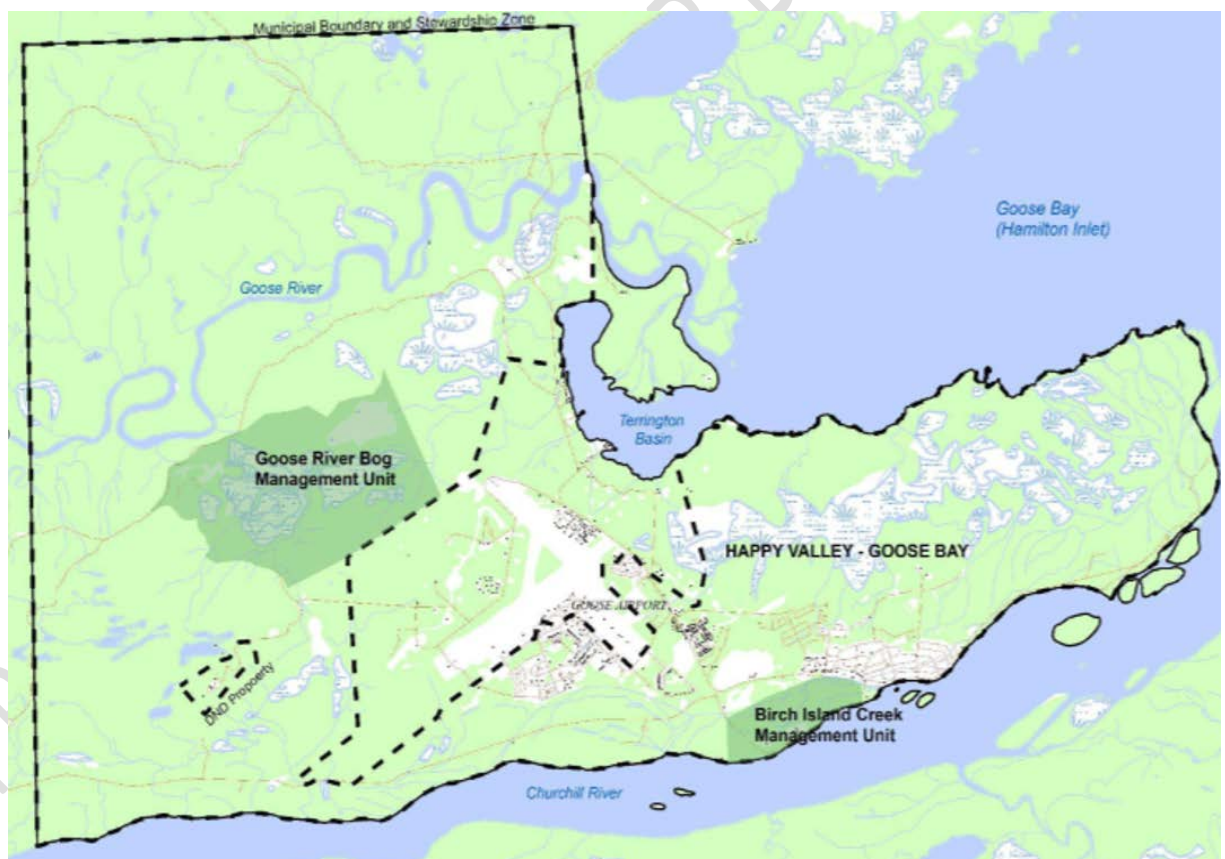 Municipal Boundary and Stewardship Zone
Goose Bay
(Hamilton Inlet)
Goose River
Terrington
Basin
Goose River Bog
Management Unit
HAPPY VALLEY - GOOSE BAY
GOOSE AIRPORT
DND Propoerty
Birch Island Creek
Management Unit
Churchill River